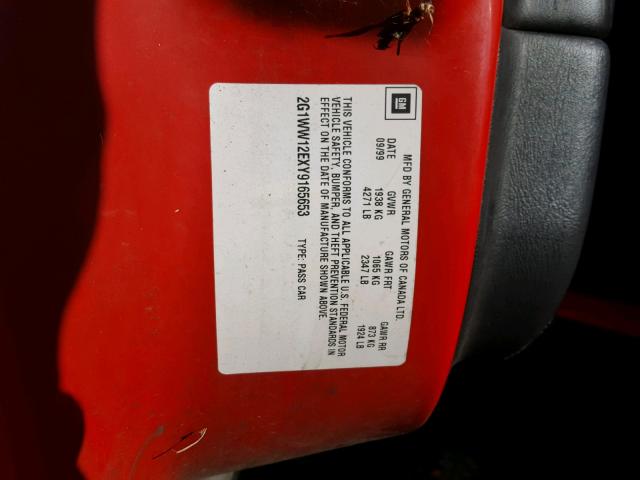 GM
MFD BY GENERAL MOTORS OF CANADA LTD.
DATE GVWR GAWR FRT GAWR RR
09/99 1938 KG 1065 KG 873 KG
4271 LB 2347 LB 1924 LB
THIS VEHICLE CONFORMS TO ALL APPLICABLE U.S. FEDERAL MOTOR
VEHICLE SAFETY, BUMPER, AND THEFT PREVENTION STANDARDS IN
EFFECT ON THE DATE OF MANUFACTURE SHOWN ABOVE.
2G1WW12EXY9165653 TYPE: PASS CAR